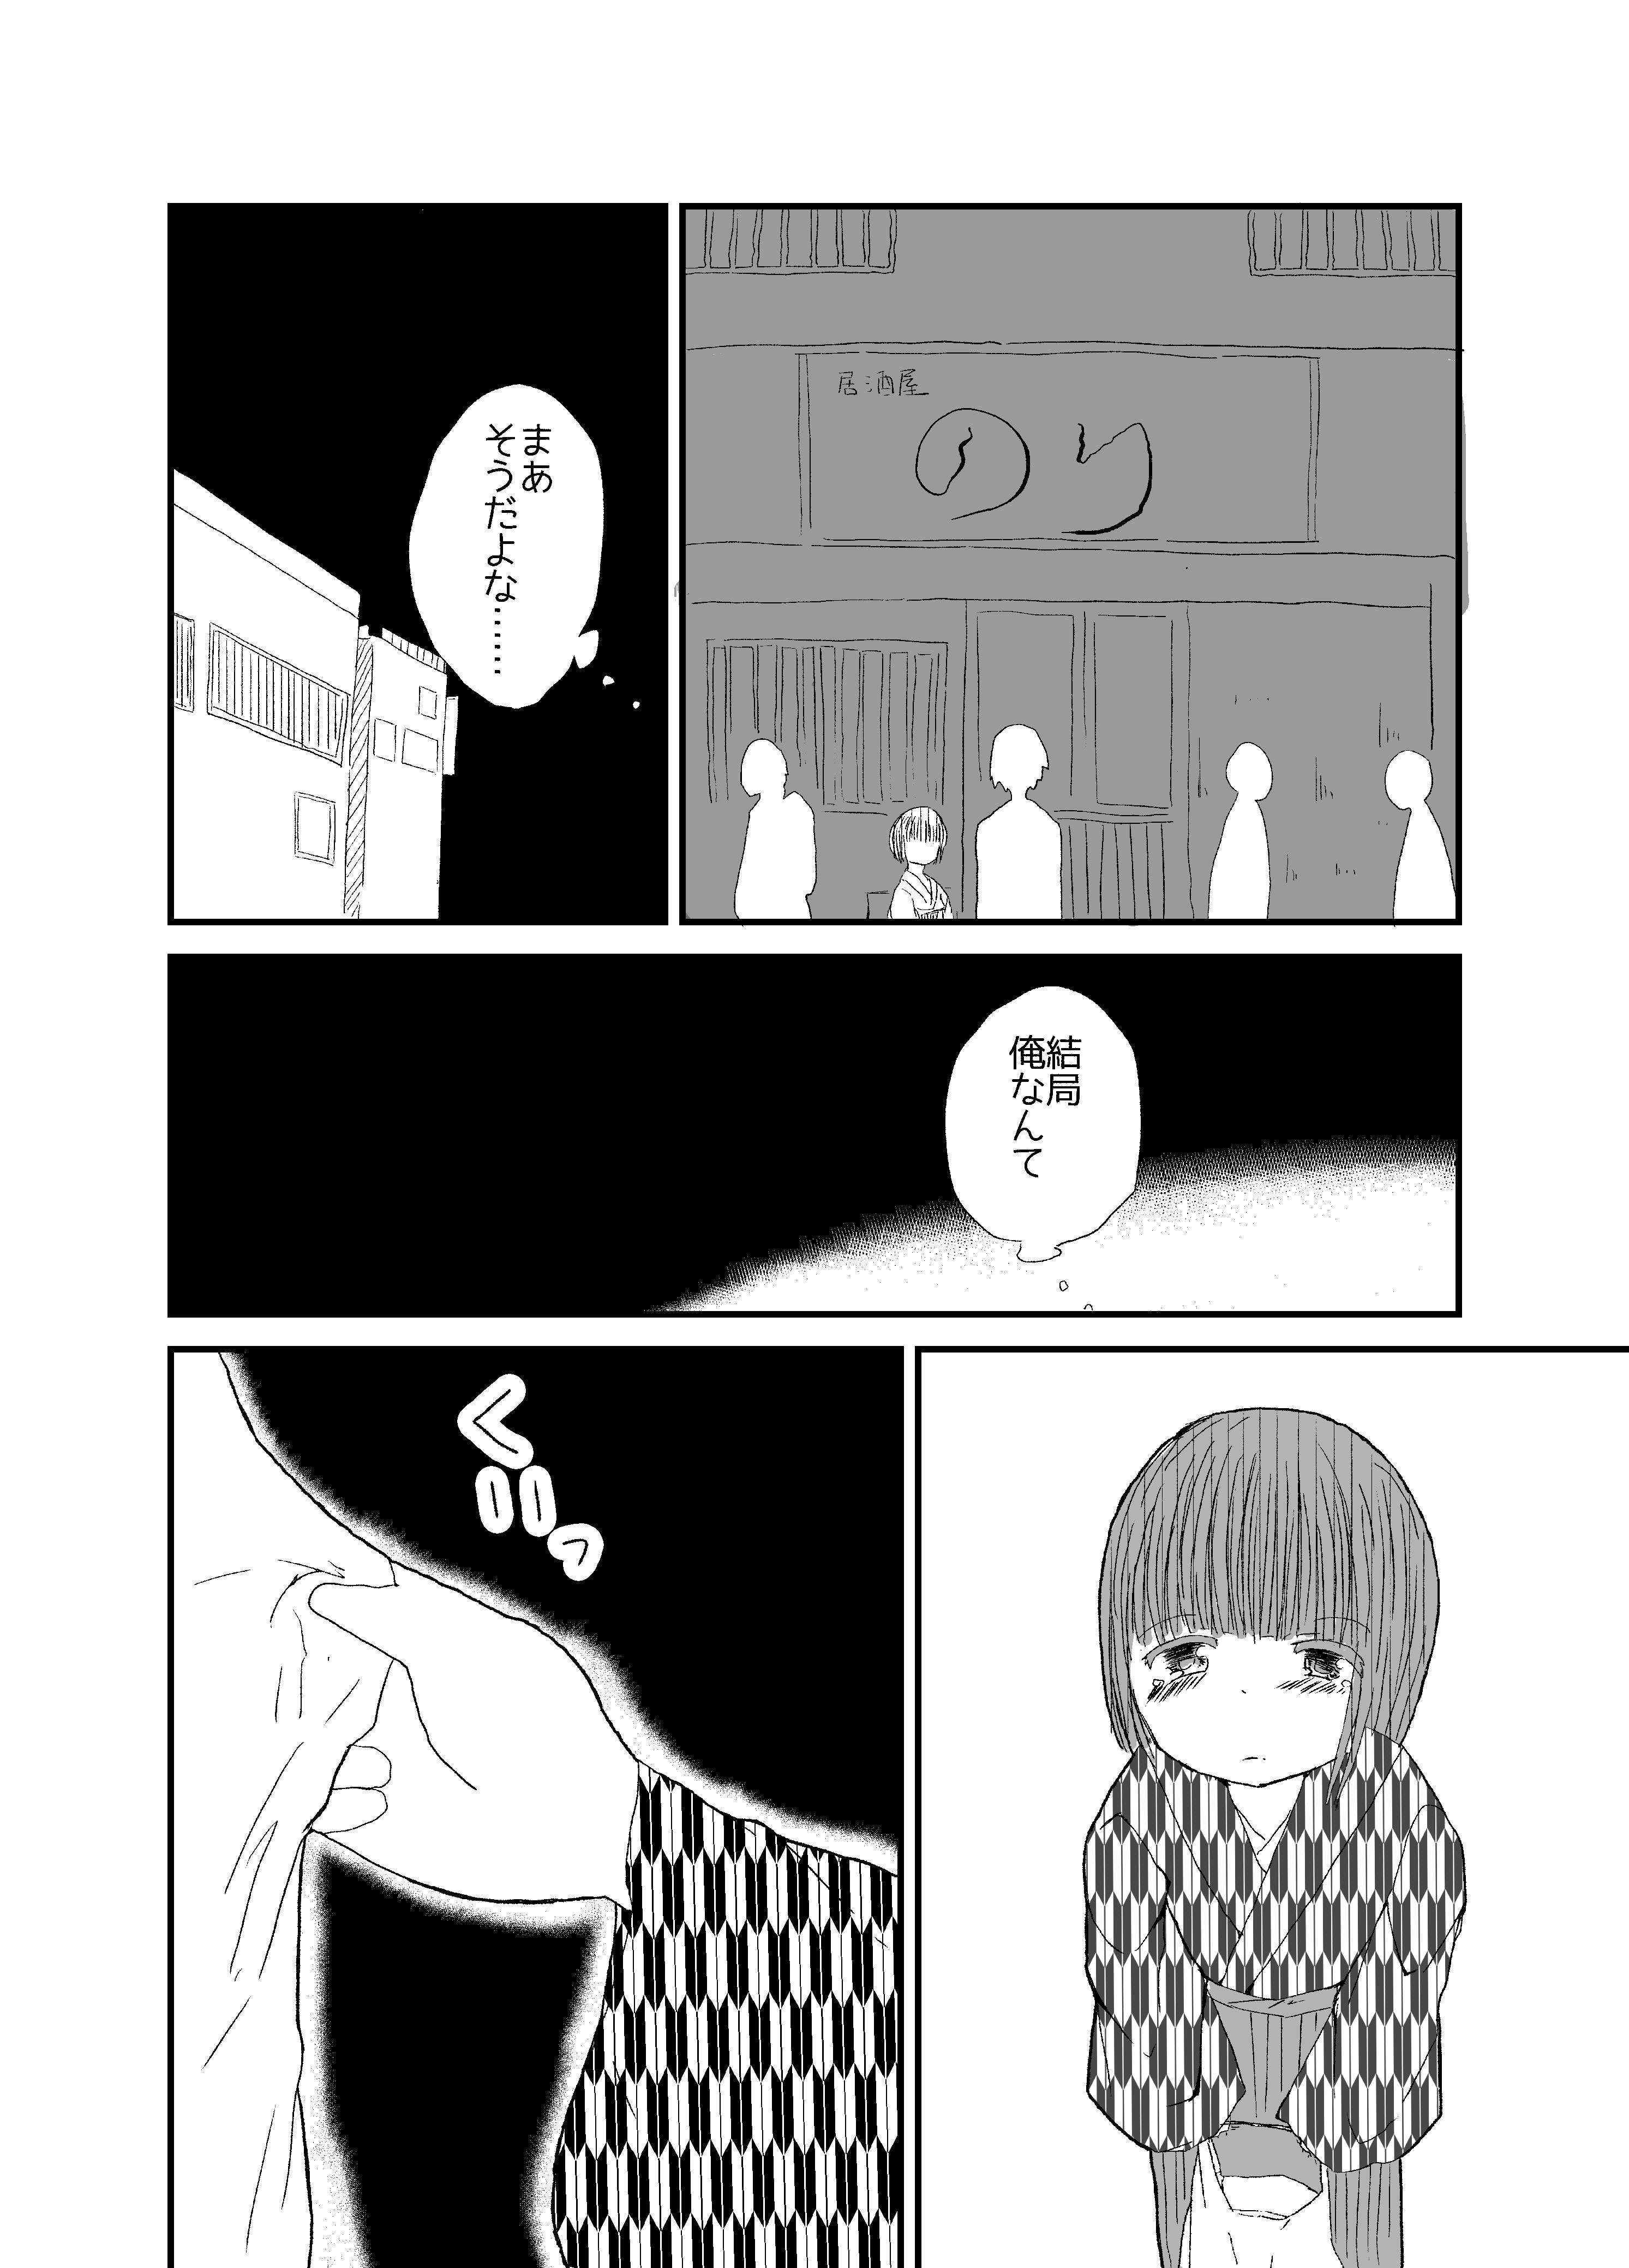 居酒屋
のり
まあ
そうだよな……
結局
俺なんて
ぐいっ